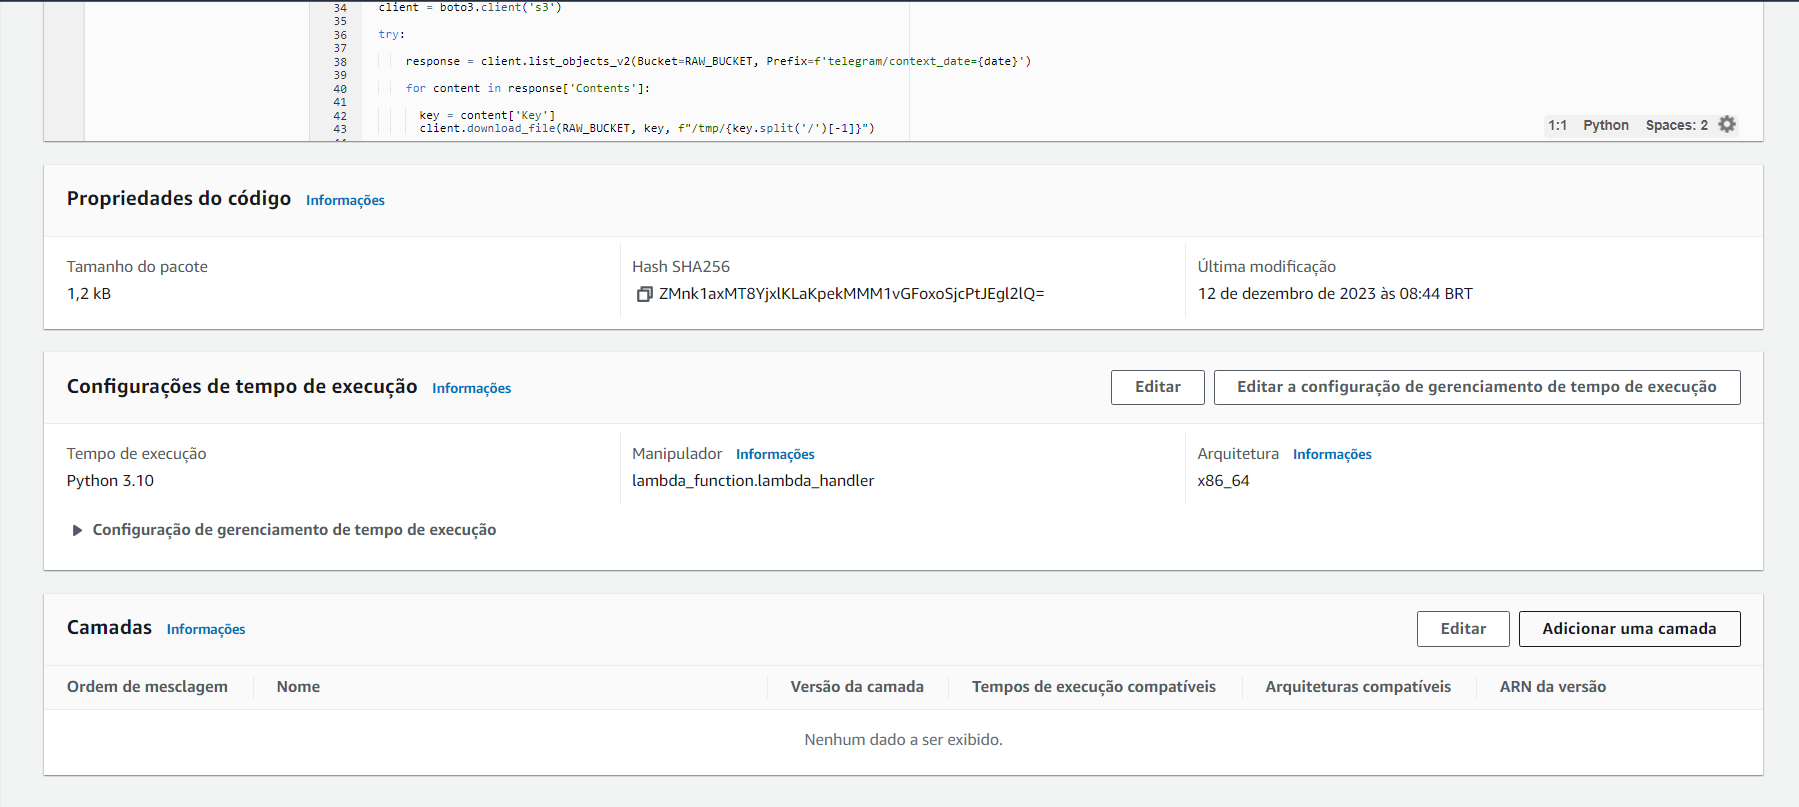 34 client = boto3.client('s3')
35
36 try:
37
38 response = client.list_objects_v2(Bucket=RAW_BUCKET, Prefix=f'telegram/context_date={date}')
39
40 for content in response['Contents']:
41
42 key = content['Key']
43 client.download_file(RAW_BUCKET, key, f"/tmp/{key.split('/')[-1]}")
1:1 Python Spaces: 2
Propriedades do código Informações
Tamanho do pacote
1,2 kB
Hash SHA256
ZMnk1axMT8YjxlKLaKpekMMM1vGFoxoSjcPtJEgl2lQ=
Última modificação
12 de dezembro de 2023 às 08:44 BRT
Configurações de tempo de execução Informações
Editar
Editar a configuração de gerenciamento de tempo de execução
Tempo de execução
Python 3.10
Manipulador Informações
lambda_function.lambda_handler
Arquitetura Informações
x86_64
Configuração de gerenciamento de tempo de execução
Camadas Informações
Editar
Adicionar uma camada
Ordem de mesclagem Nome Versão da camada Tempos de execução compatíveis Arquiteturas compatíveis ARN da versão
Nenhum dado a ser exibido.